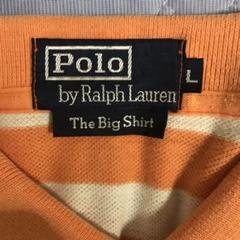 Polo L
by Ralph Lauren
The Big Shirt